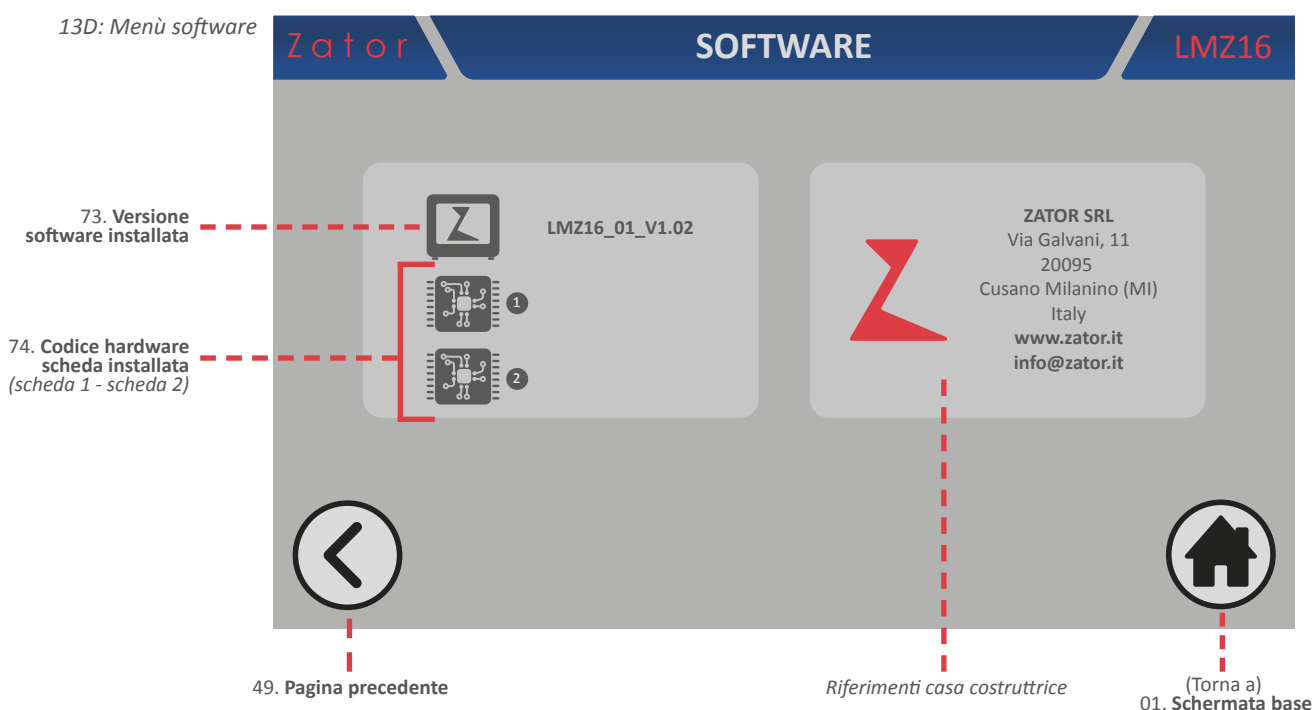 13D: Menù software
Zator
SOFTWARE
LMZ16
73. Versione
software installata
LMZ16_01_V1.02
1
74. Codice hardware
scheda installata
(scheda 1 - scheda 2)
2
ZATOR SRL
Via Galvani, 11
20095
Cusano Milanino (MI)
Italy
www.zator.it
info@zator.it
49. Pagina precedente
Riferimenti casa costruttrice
(Torna a)
01. Schermata base